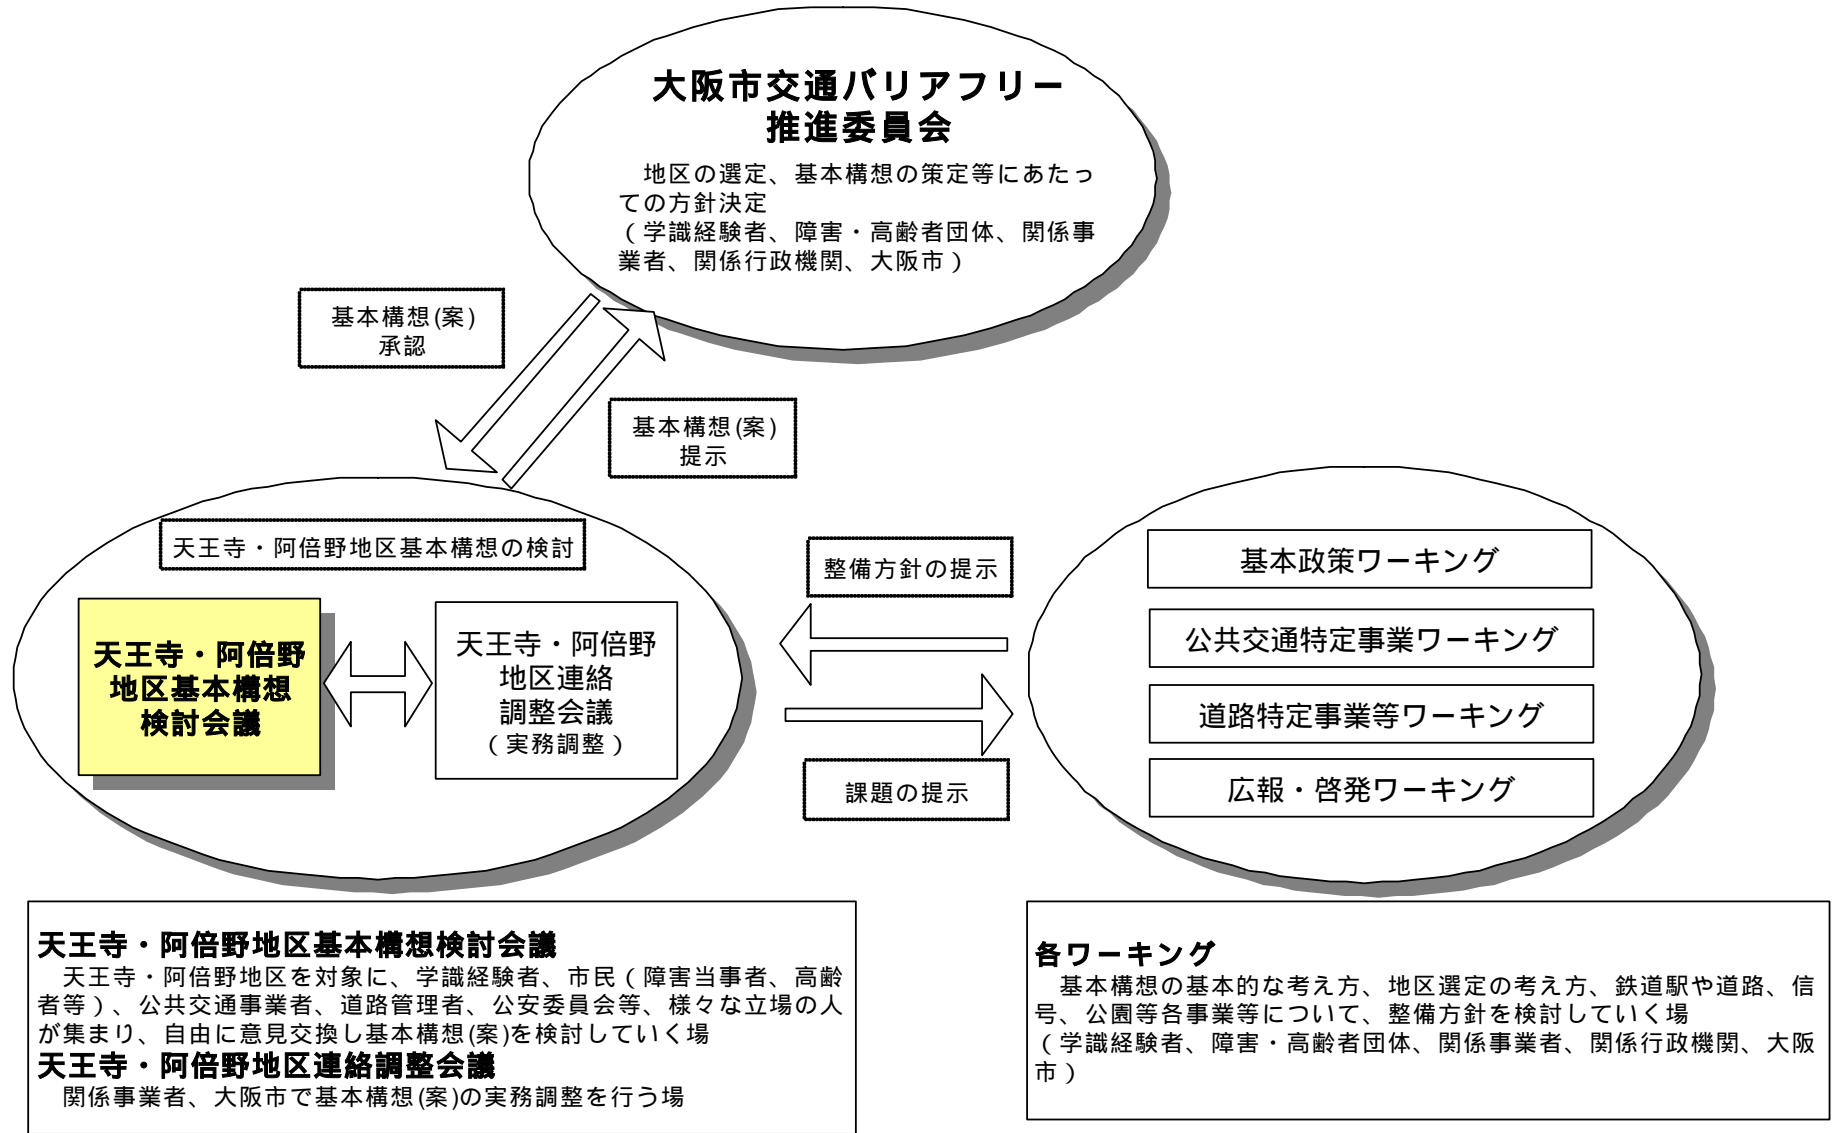 大阪市交通バリアフリー
推進委員会
地区の選定、基本構想の策定等にあたっ
ての方針決定
（学識経験者、障害・高齢者団体、関係事
業者、関係行政機関、大阪市）
基本構想(案)
承認
基本構想(案)
提示
天王寺・阿倍野地区基本構想の検討
天王寺・阿倍野
地区基本構想
検討会議
天王寺・阿倍野
地区連絡
調整会議
（実務調整）
整備方針の提示
課題の提示
基本政策ワーキング
公共交通特定事業ワーキング
道路特定事業等ワーキング
広報・啓発ワーキング
天王寺・阿倍野地区基本構想検討会議
天王寺・阿倍野地区を対象に、学識経験者、市民（障害当事者、高齢
者等）、公共交通事業者、道路管理者、公安委員会等、様々な立場の人
が集まり、自由に意見交換し基本構想(案)を検討していく場
天王寺・阿倍野地区連絡調整会議
関係事業者、大阪市で基本構想(案)の実務調整を行う場
各ワーキング
基本構想の基本的な考え方、地区選定の考え方、鉄道駅や道路、信
号、公園等各事業等について、整備方針を検討していく場
（学識経験者、障害・高齢者団体、関係事業者、関係行政機関、大阪
市）